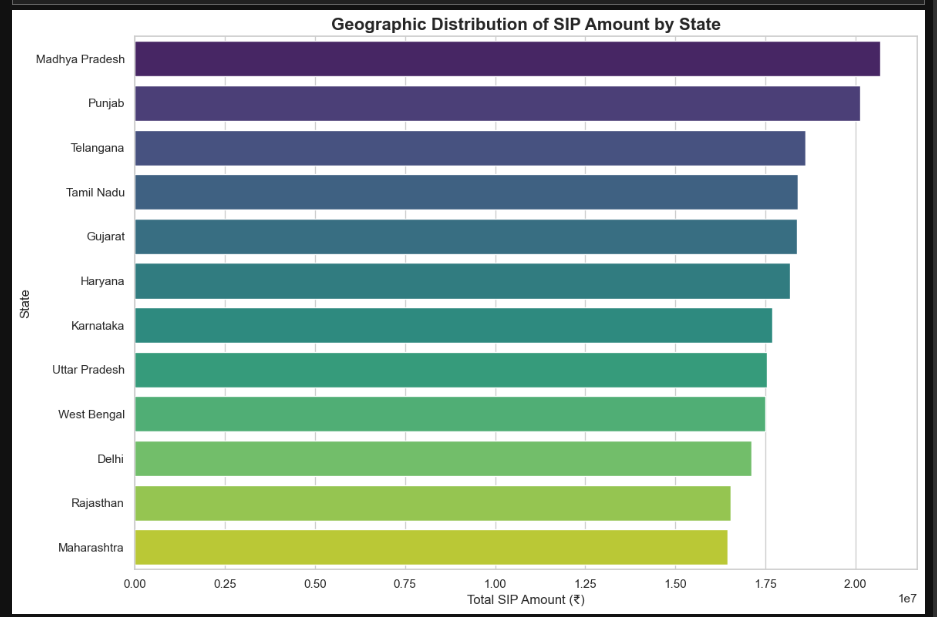 Geographic Distribution of SIP Amount by State
Madhya Pradesh
Punjab
Telangana
Tamil Nadu
Gujarat
Haryana
Karnataka
Uttar Pradesh
West Bengal
Delhi
Rajasthan
Maharashtra
State
0.00 0.25 0.50 0.75 1.00 1.25 1.50 1.75 2.00
1e7
Total SIP Amount (₹)